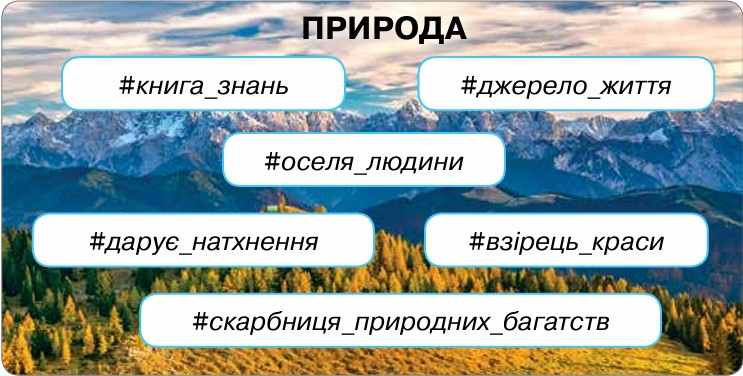 ПРИРОДА
#книга_знань
#джерело_життя
#оселя_людини
#дарує_натхнення
#взірець_краси
#скарбниця_природних_багатств